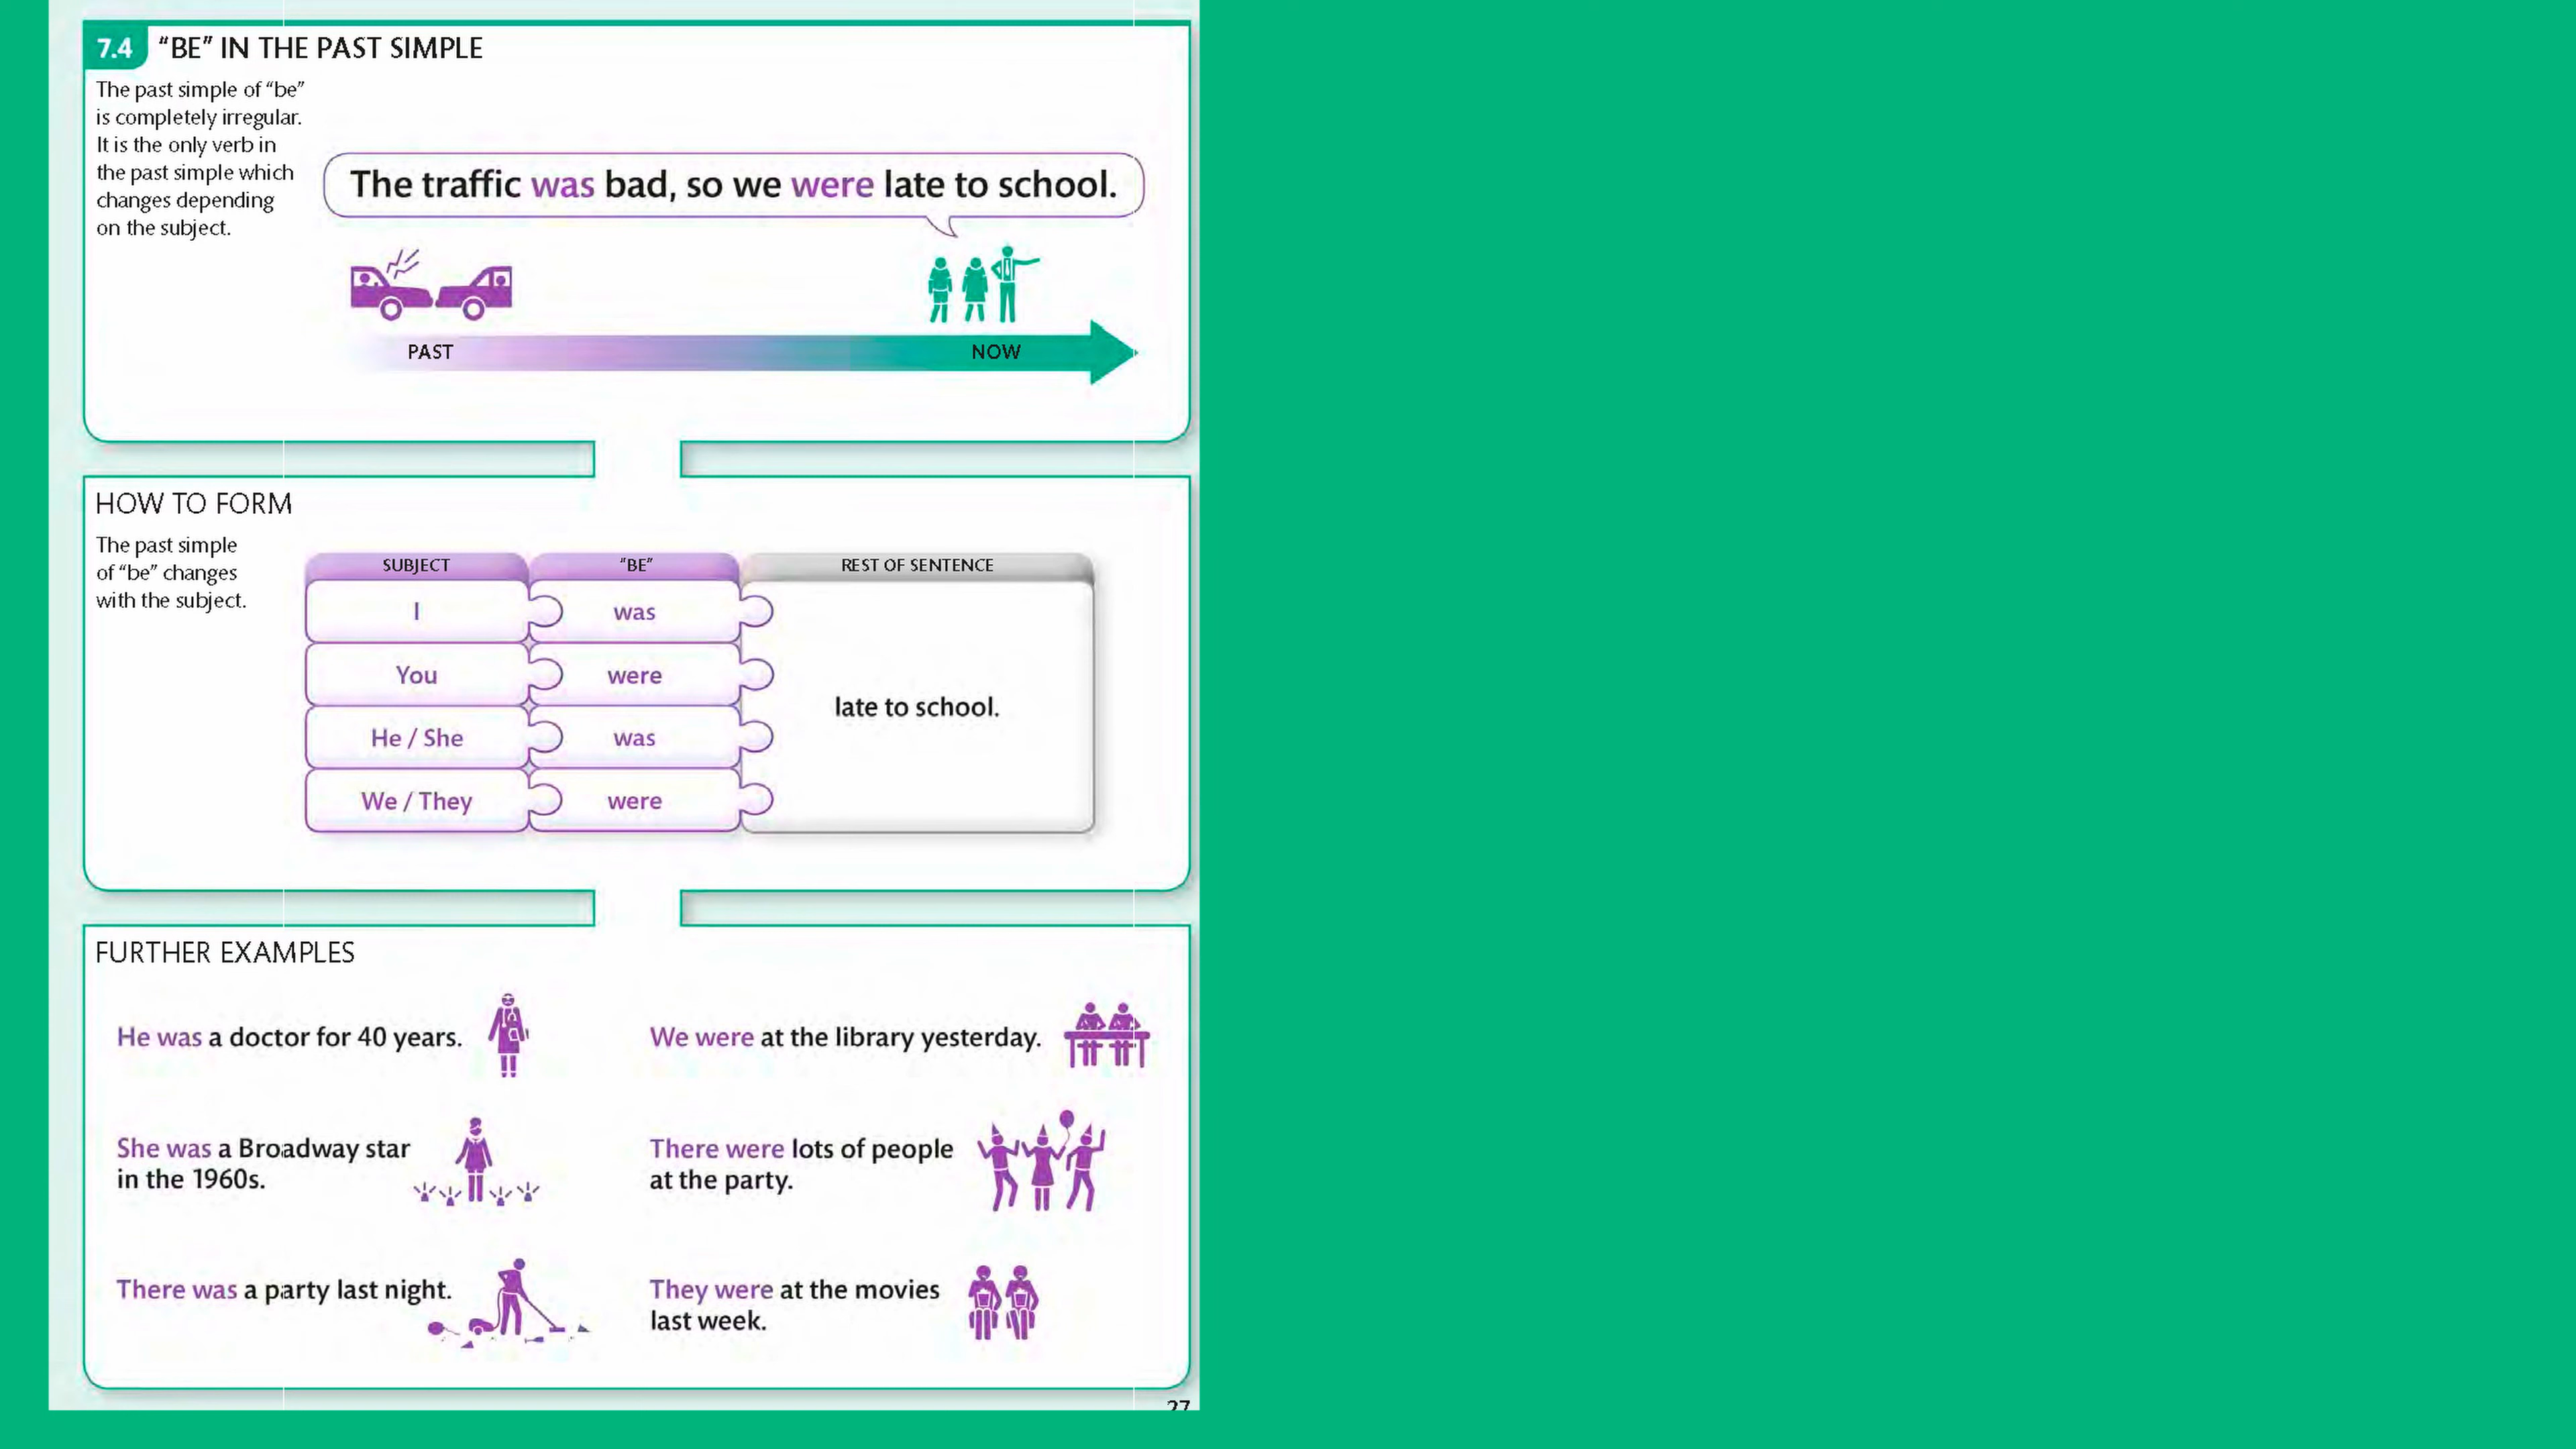 7.4 “BE” IN THE PAST SIMPLE
The past simple of “be”
is completely irregular.
It is the only verb in
the past simple which
changes depending
on the subject.
The traffic was bad, so we were late to school.
PAST NOW
HOW TO FORM
The past simple
of “be” changes
with the subject.
SUBJECT “BE” REST OF SENTENCE
I was
You were
late to school.
He / She was
We / They were
FURTHER EXAMPLES
He was a doctor for 40 years.
We were at the library yesterday.
She was a Broadway star
in the 1960s.
There were lots of people
at the party.
There was a party last night.
They were at the movies
last week.
27